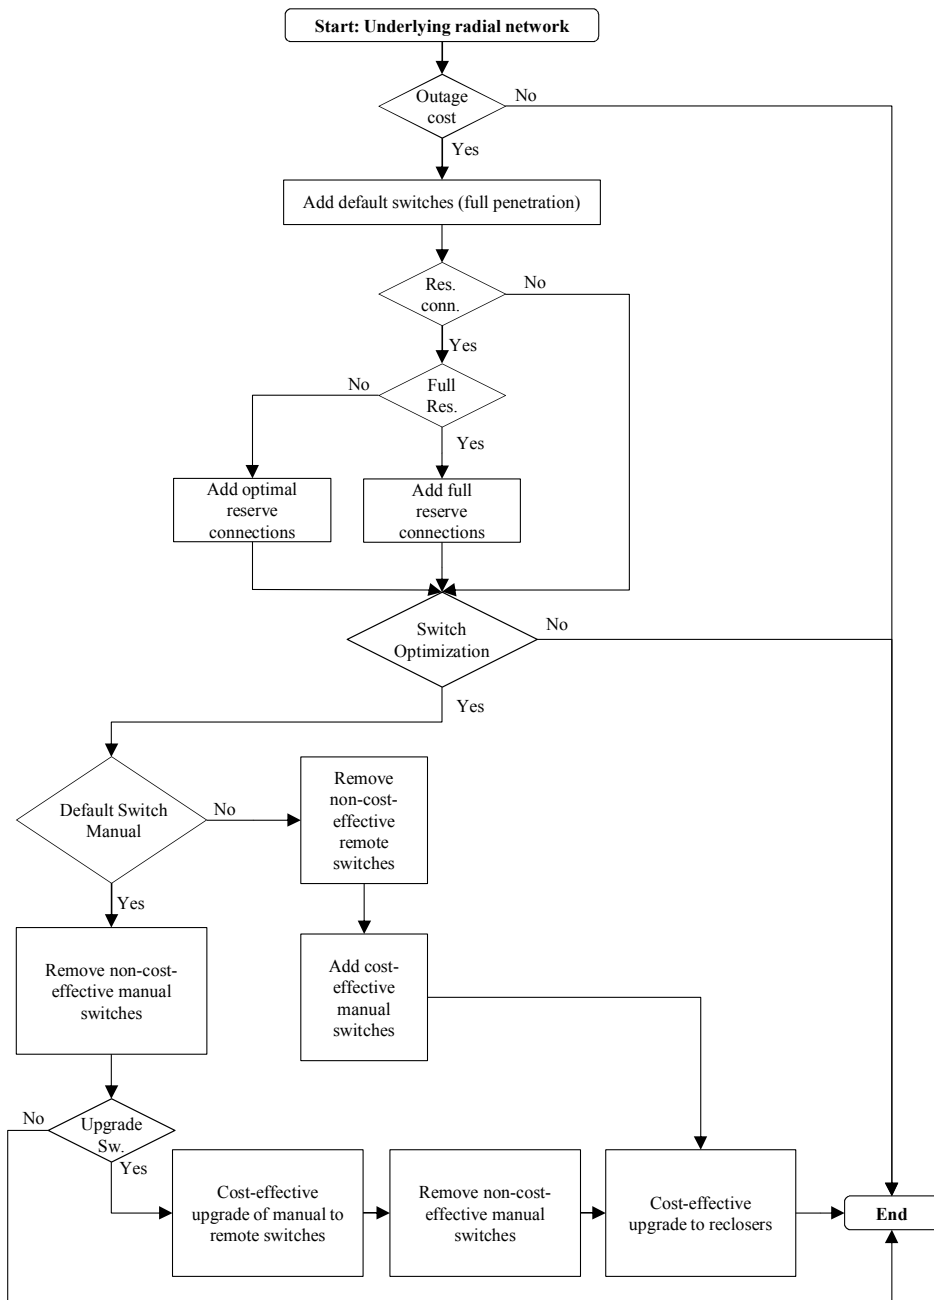 Start: Underlying radial network
Outage
cost
No
Yes
Add default switches (full penetration)
Res.
conn.
No
Yes
No
Full
Res.
Yes
Add optimal
reserve
connections
Add full
reserve
connections
Switch
Optimization
No
Yes
Default Switch
Manual
No
Remove
non-cost-
effective
remote
switches
Yes
Remove non-cost-
effective manual
switches
Add cost-
effective
manual
switches
No
Upgrade
Sw.
Yes
Cost-effective
upgrade of manual to
remote switches
Remove non-cost-
effective manual
switches
Cost-effective
upgrade to reclosers
End